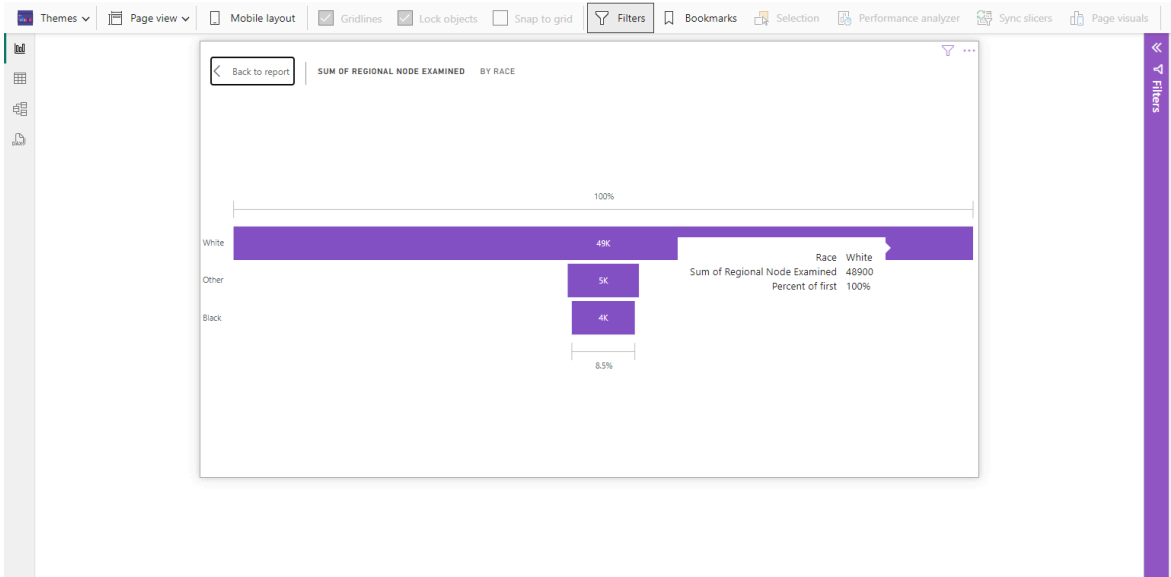 Themes Page view Mobile layout Gridlines Lock objects Snap to grid Filters Bookmarks Selection Performance analyzer Sync slicers Page visuals
Back to report SUM OF REGIONAL NODE EXAMINED BY RACE
Filters
100%
White 49K
Race White
Sum of Regional Node Examined 48900
Percent of first 100%
Other 5K
Black 4K
8.5%